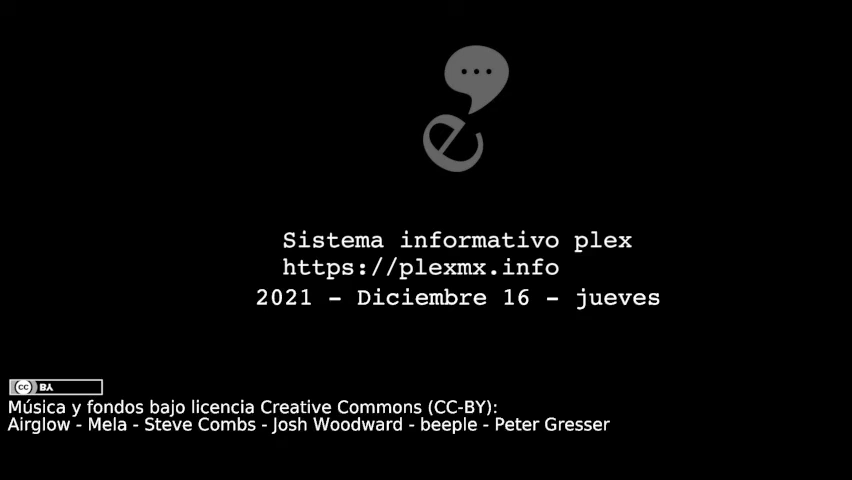 Sistema informativo plex
https://plexmx.info
2021 - Diciembre 16 - jueves
cc BY
Música y fondos bajo licencia Creative Commons (CC-BY):
Airglow - Mela - Steve Combs - Josh Woodward - beeple - Peter Gresser